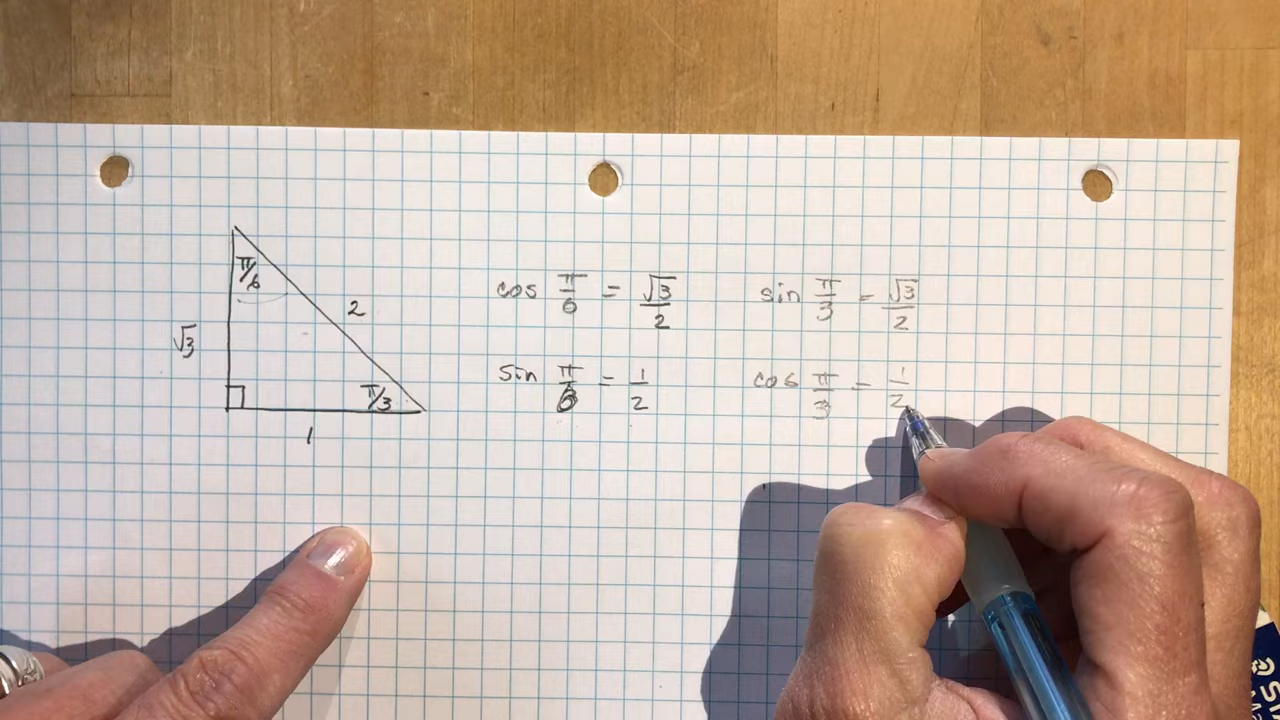 π/6
2
√3
π/3
1
cos π/6 = √3/2
sin π/3 = √3/2
sin π/6 = 1/2
cos π/3 = 1/2